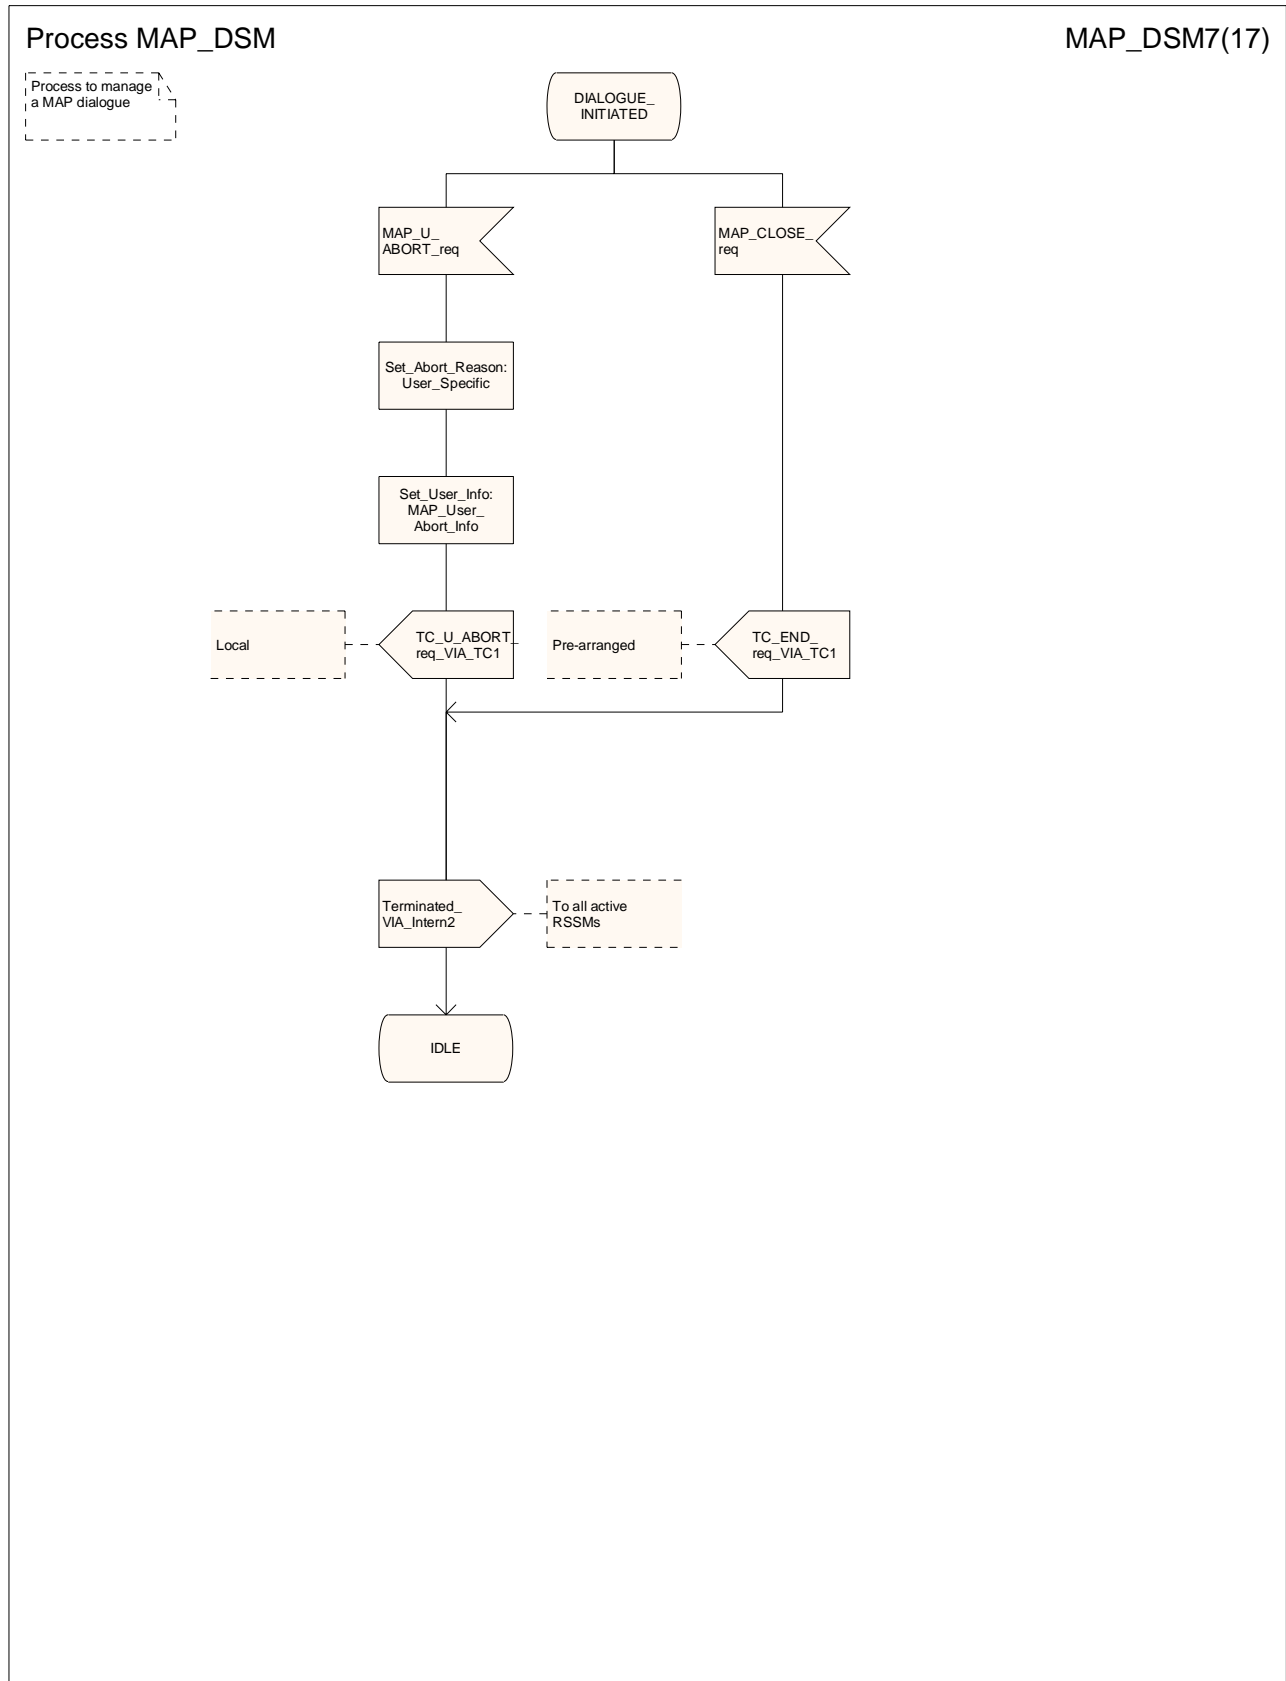 Process MAP_DSM
MAP_DSM7(17)
Process to manage
a MAP dialogue
DIALOGUE_
INITIATED
MAP_U_
ABORT_req
MAP_CLOSE_
req
Set_Abort_Reason:
User_Specific
Set_User_Info:
MAP_User_
Abort_Info
Local
TC_U_ABORT_
req_VIA_TC1
Pre-arranged
TC_END_
req_VIA_TC1
Terminated_
VIA_Intern2
To all active
RSSMs
IDLE